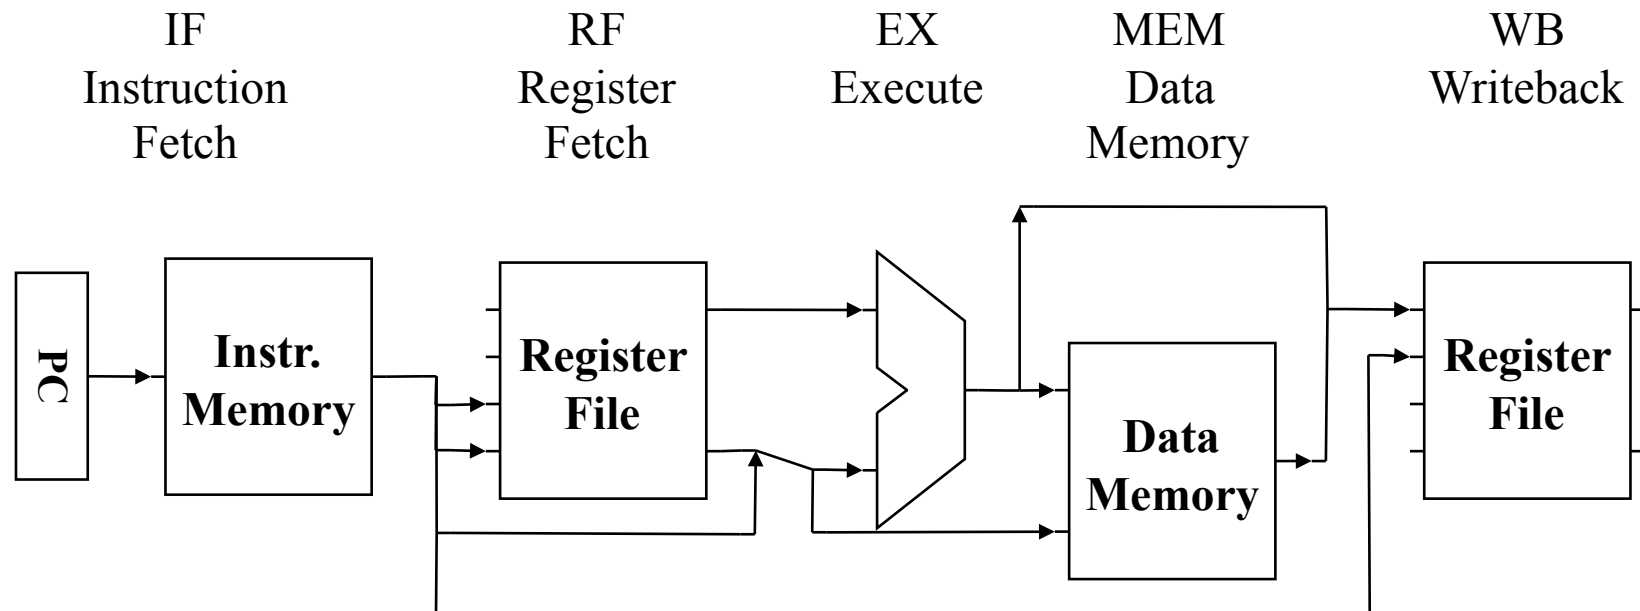 IF
Instruction
Fetch
RF
Register
Fetch
EX
Execute
MEM
Data
Memory
WB
Writeback
PC
Instr.
Memory
Register
File
Data
Memory
Register
File